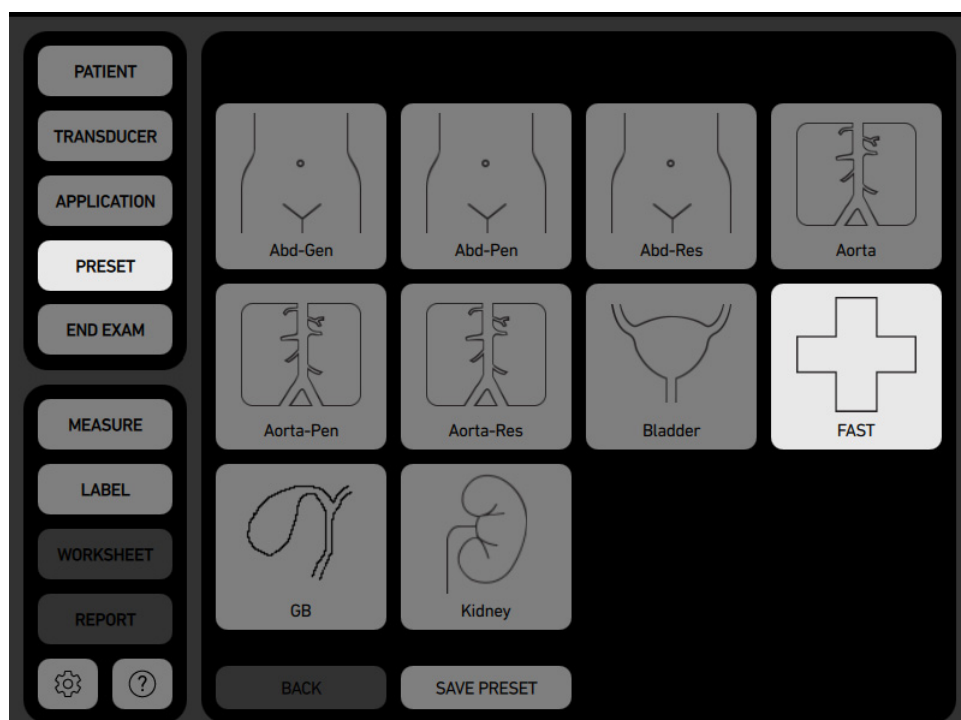 PATIENT
TRANSDUCER
APPLICATION
PRESET
END EXAM
MEASURE
LABEL
WORKSHEET
REPORT
?
Abd-Gen
Abd-Pen
Abd-Res
Aorta
Aorta-Pen
Aorta-Res
Bladder
FAST
GB
Kidney
BACK
SAVE PRESET